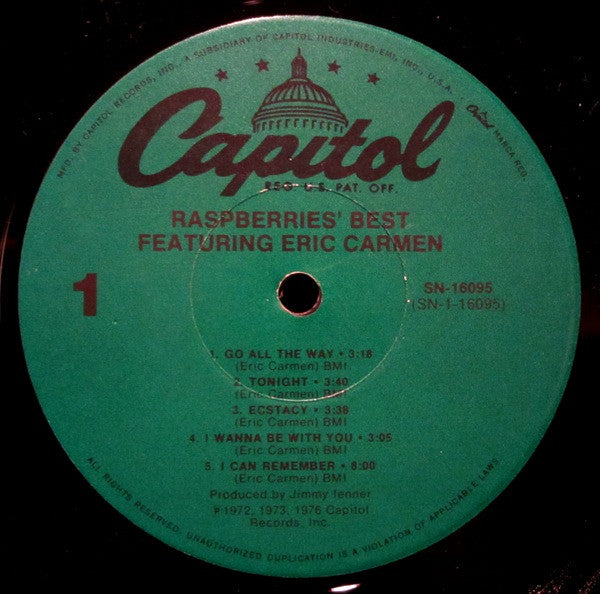 MFD. BY CAPITOL RECORDS, INC., A SUBSIDIARY OF CAPITOL INDUSTRIES-EMI, INC., U.S.A.
Capitol MARCA REG.
Capitol
REG. U.S. PAT. OFF.
RASPBERRIES' BEST
FEATURING ERIC CARMEN
1
SN-16095
(SN-1-16095)
1. GO ALL THE WAY • 3:18
(Eric Carmen) BMI
2. TONIGHT • 3:40
(Eric Carmen) BMI
3. ECSTACY • 3:38
(Eric Carmen) BMI
4. I WANNA BE WITH YOU • 3:05
(Eric Carmen) BMI
5. I CAN REMEMBER • 8:00
(Eric Carmen) BMI
Produced by Jimmy Ienner
℗ 1972, 1973, 1976 Capitol
Records, Inc.
ALL RIGHTS RESERVED. UNAUTHORIZED DUPLICATION IS A VIOLATION OF APPLICABLE LAWS.